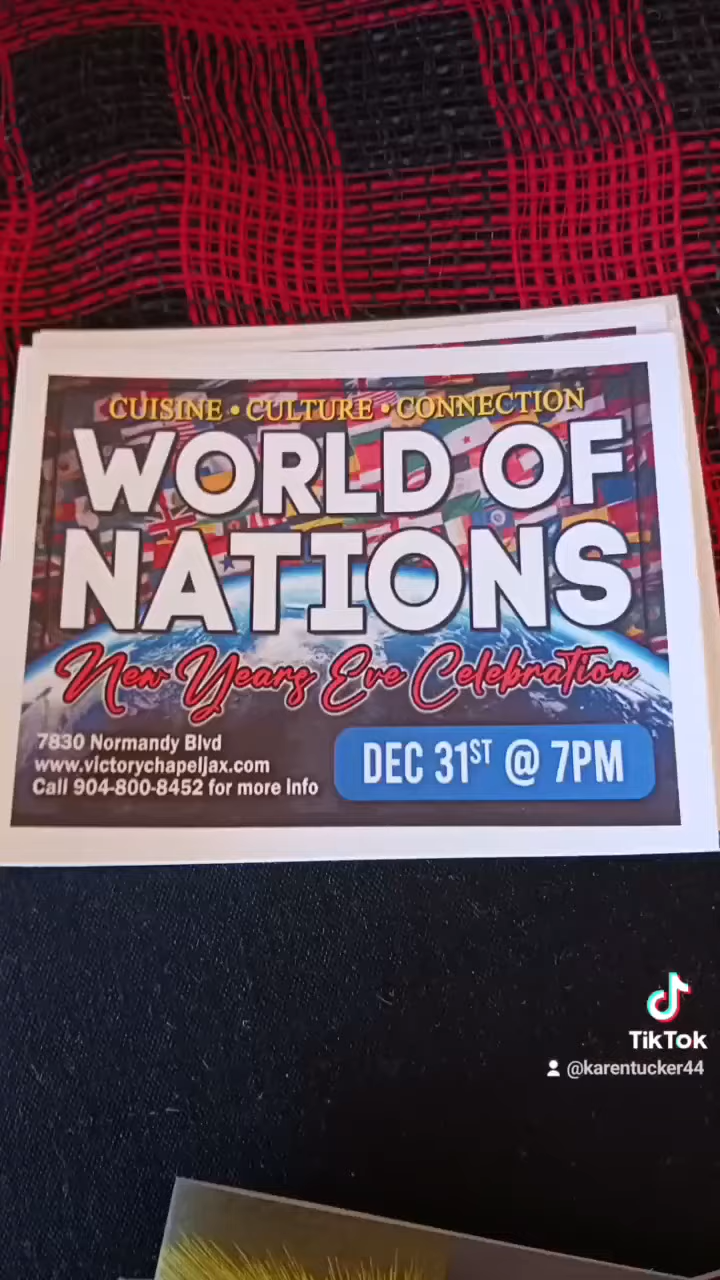 CUISINE • CULTURE • CONNECTION
WORLD OF
NATIONS
New Years Eve Celebration
7830 Normandy Blvd
www.victorychapeljax.com
Call 904-800-8452 for more info
DEC 31ST @ 7PM
TikTok
@karentucker44